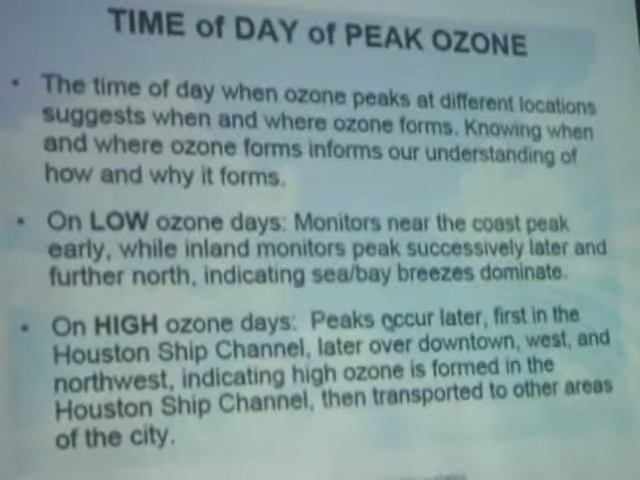 TIME of DAY of PEAK OZONE
• The time of day when ozone peaks at different locations
suggests when and where ozone forms. Knowing when
and where ozone forms informs our understanding of
how and why it forms.
• On LOW ozone days: Monitors near the coast peak
early, while inland monitors peak successively later and
further north, indicating sea/bay breezes dominate.
• On HIGH ozone days: Peaks occur later, first in the
Houston Ship Channel, later over downtown, west, and
northwest, indicating high ozone is formed in the
Houston Ship Channel, then transported to other areas
of the city.